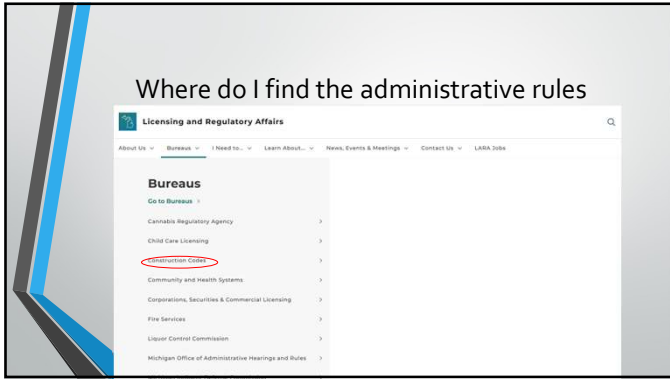 Where do I find the administrative rules
Licensing and Regulatory Affairs
About Us Bureaus I Need to... Learn About... News, Events & Meetings Contact Us LARA Jobs
Bureaus
Go to Bureaus
Cannabis Regulatory Agency
Child Care Licensing
Construction Codes
Community and Health Systems
Corporations, Securities & Commercial Licensing
Fire Services
Liquor Control Commission
Michigan Office of Administrative Hearings and Rules